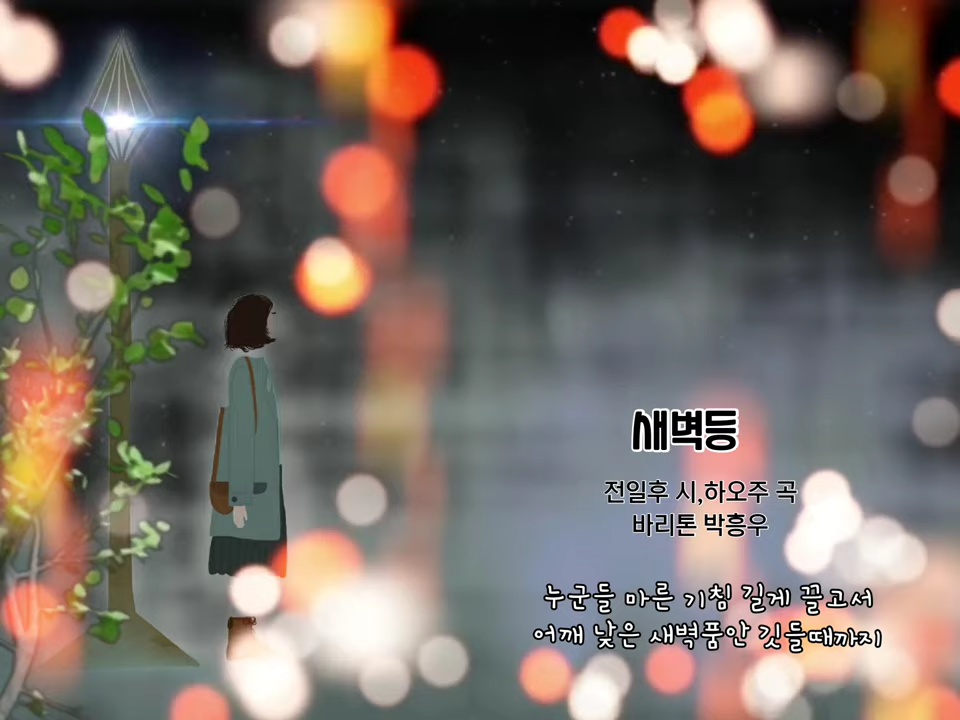 새벽등
전일후 시,하오주 곡
바리톤 박흥우
누군들 마른 기침 길게 끌고서
어깨 낮은 새벽품안 깃들때까지